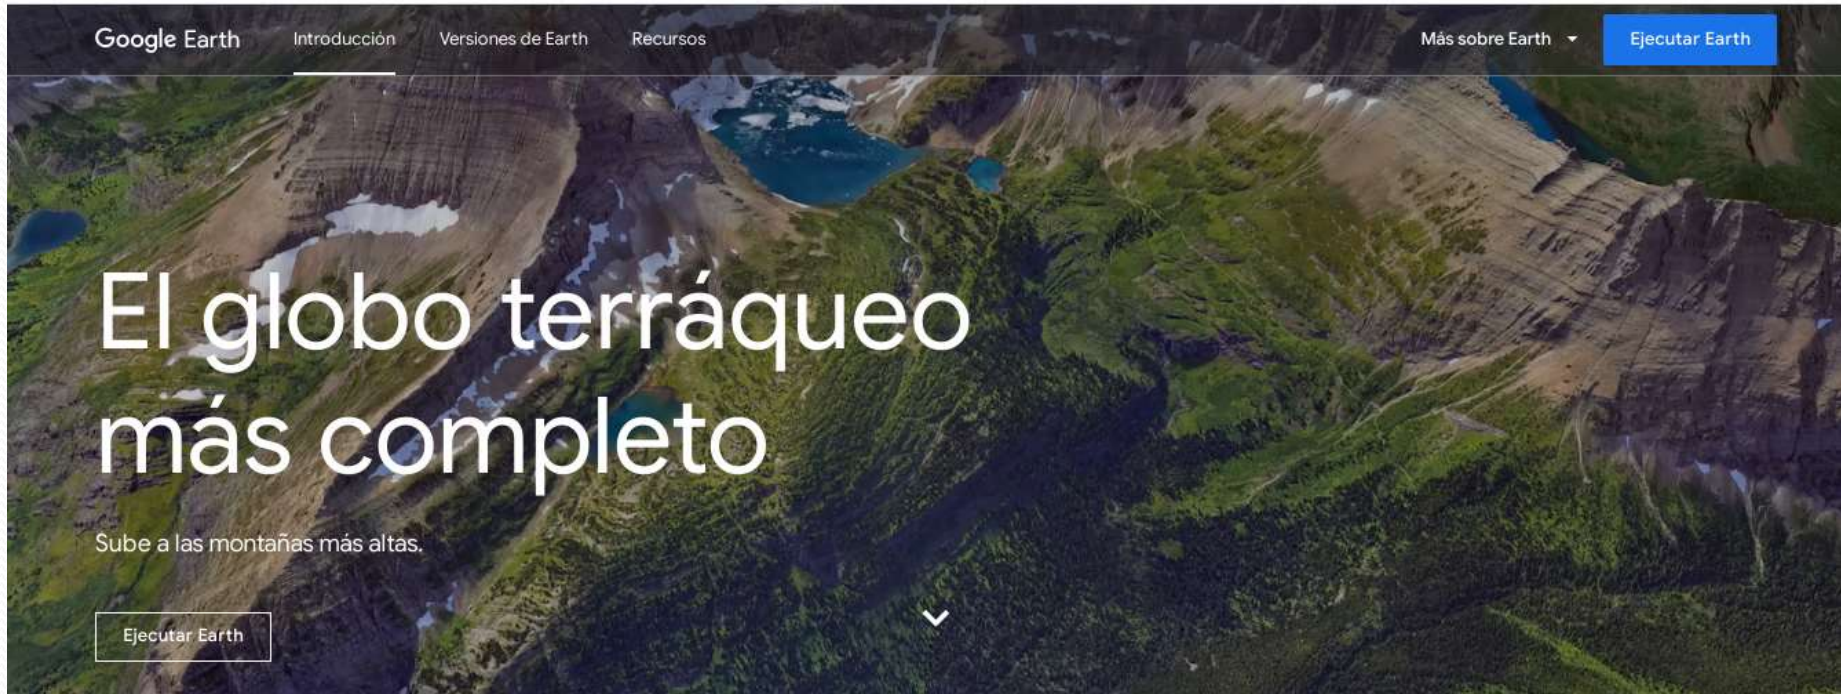 Google Earth
Introducción
Versiones de Earth
Recursos
Más sobre Earth
Ejecutar Earth
El globo terráqueo
más completo
Sube a las montañas más altas.
Ejecutar Earth